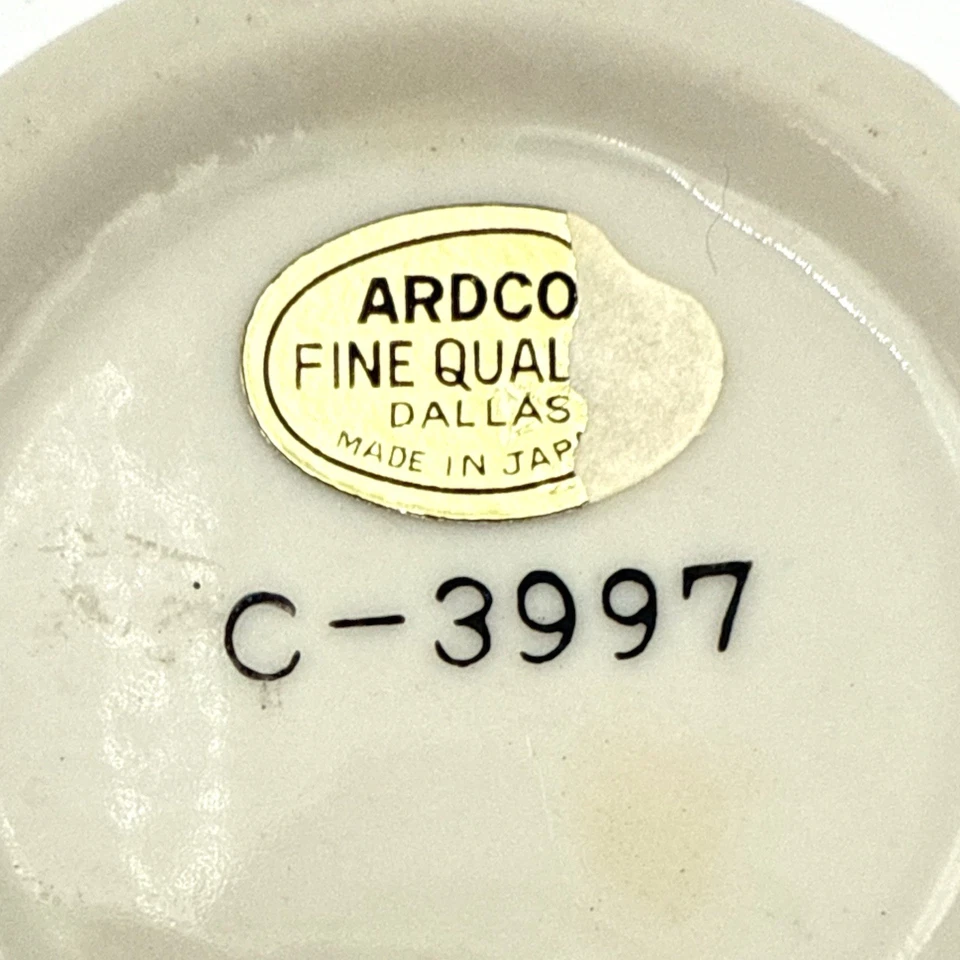 ARDCO
FINE QUAL
DALLAS
MADE IN JAP
C-3997